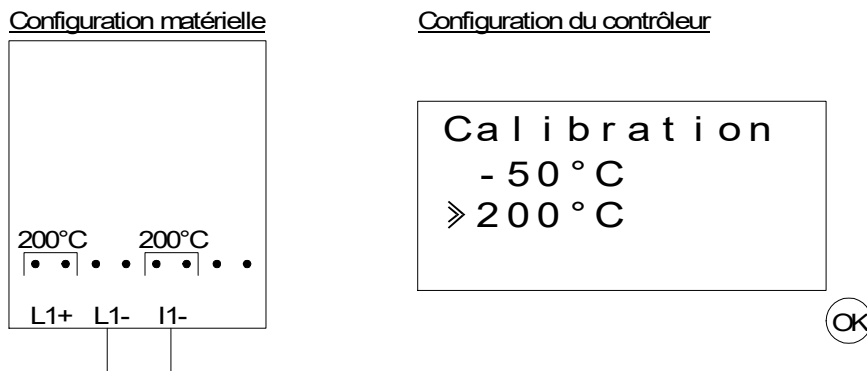 Configuration matérielle
Configuration du contrôleur
Calibration
-50°C
»200°C
200°C 200°C
L1+ L1- I1-
OK